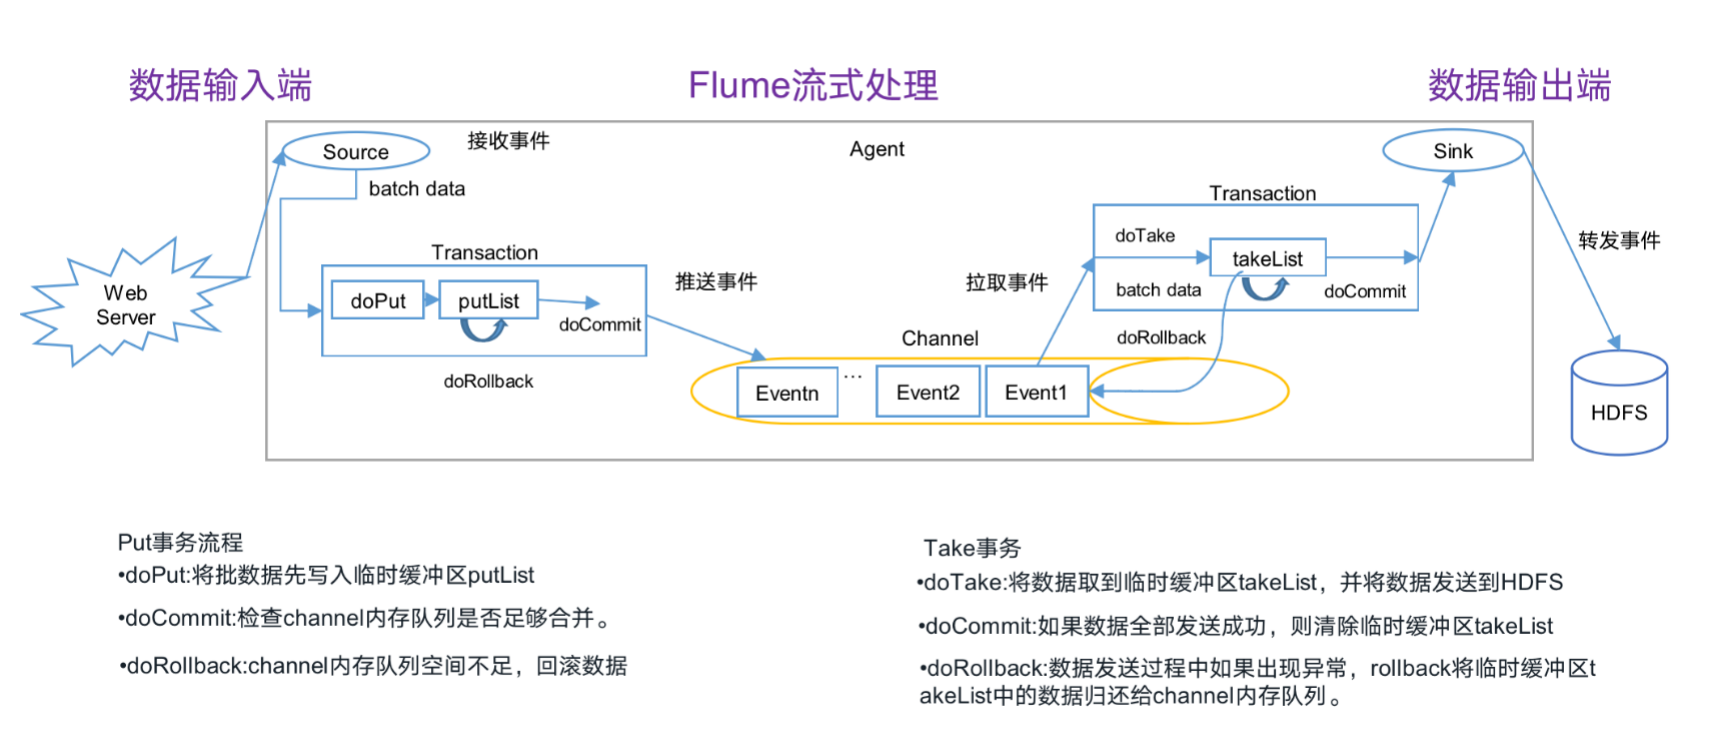 数据输入端
Flume流式处理
数据输出端
Source
接收事件
Agent
Sink
batch data
Transaction
Transaction
doTake
takeList
batch data
doCommit
转发事件
Web
Server
doPut
putList
doCommit
推送事件
拉取事件
doRollback
Channel
doRollback
Eventn
...
Event2
Event1
HDFS
Put事务流程
•doPut:将批数据先写入临时缓冲区putList
•doCommit:检查channel内存队列是否足够合并。
•doRollback:channel内存队列空间不足，回滚数据
Take事务
•doTake:将数据取到临时缓冲区takeList，并将数据发送到HDFS
•doCommit:如果数据全部发送成功，则清除临时缓冲区takeList
•doRollback:数据发送过程中如果出现异常，rollback将临时缓冲区t
akeList中的数据归还给channel内存队列。